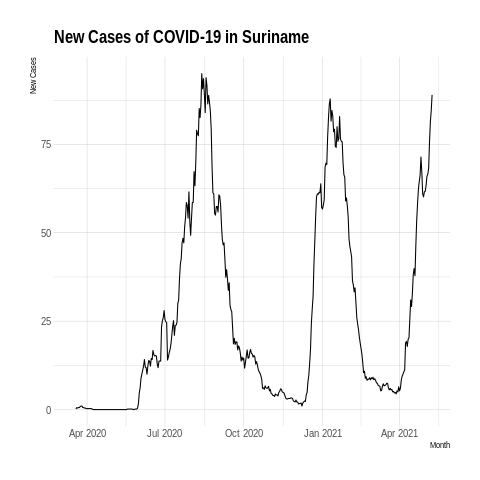 New Cases of COVID-19 in Suriname
New Cases
75
50
25
0
Apr 2020 Jul 2020 Oct 2020 Jan 2021 Apr 2021
Month